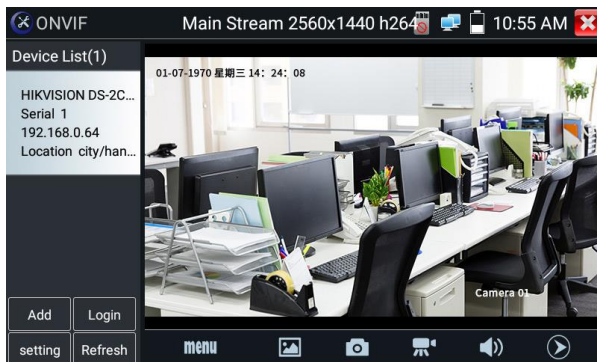 ONVIF
Main Stream 2560x1440 h264
10:55 AM
Device List(1)
HIKVISION DS-2C...
Serial 1
192.168.0.64
Location city/han...
01-07-1970 星期三 14: 24: 08
Camera 01
Add
Login
setting
Refresh
menu